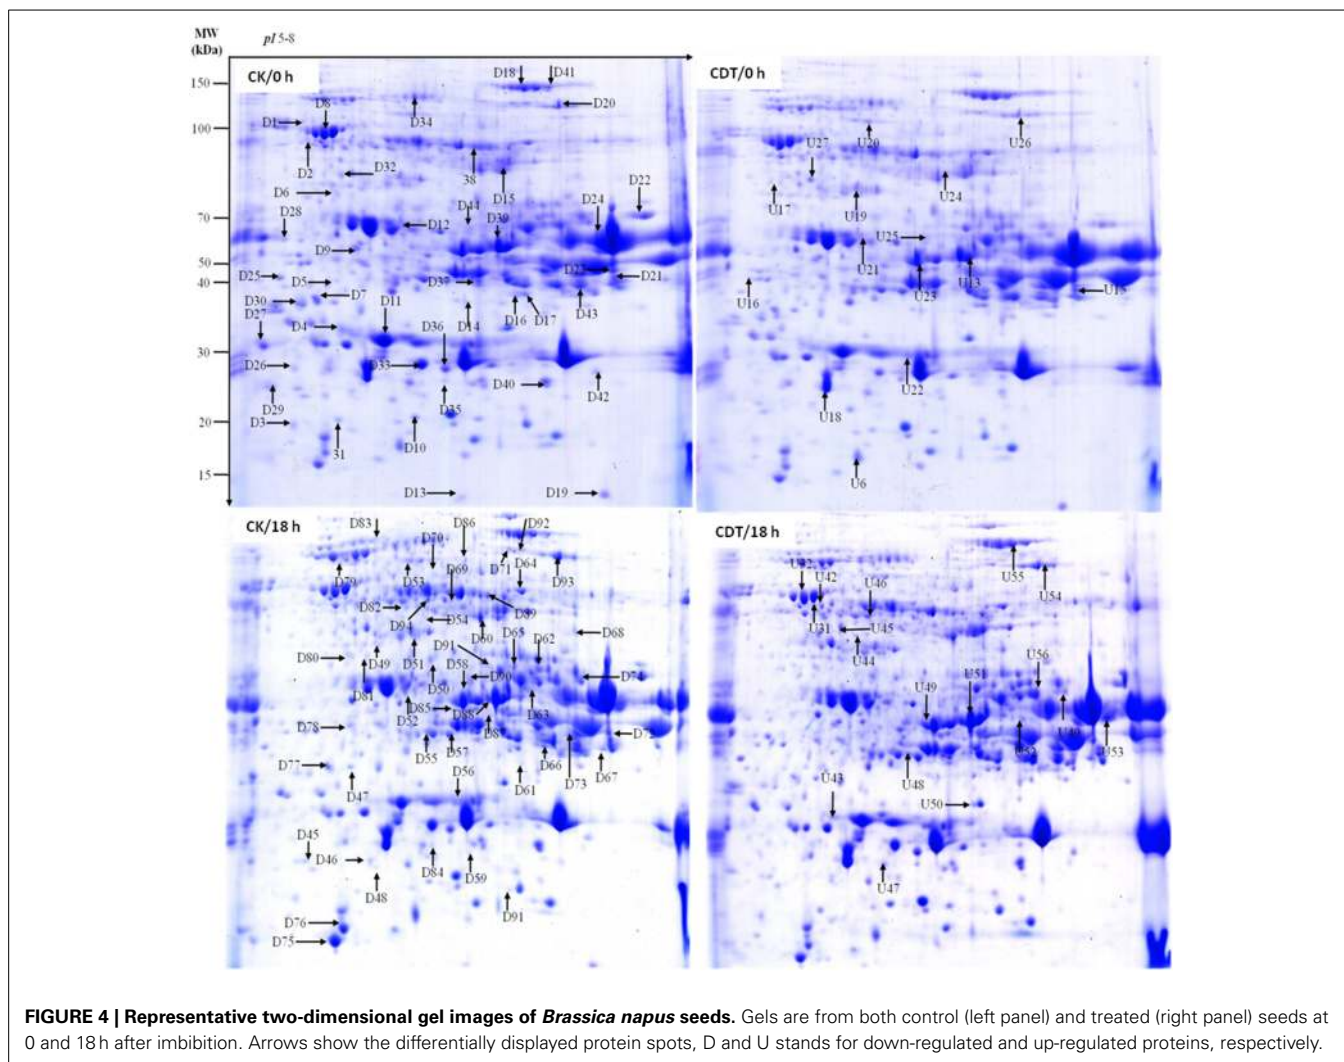 MW
(kDa)
pI 5-8
CK/0 h
D18 D41
150
D8
D20
D1
D34
100
D2
D32
38
D6
D15
D22
D28
D44
D24
70
D39
D12
D9
50
D25
D5
D39
D22
D21
40
D30
D7
D11
D14
D16
D17
D43
D27
D4
D36
30
D26
D33
D40
D42
D29
D35
D3
20
31
D10
15
D13
D19
CDT/0 h
U27
U20
U26
U17
U19
U24
U25
U21
U16
U23
U13
U15
U22
U18
U6
CK/18 h
D83
D86
D92
D70
D71
D64
D79
D53
D69
D93
D82
D94
D54
D89
D60
D65
D62
D68
D80
D49
D51
D91
D58
D90
D74
D81
D50
D52
D85
D88
D63
D78
D55
D57
D87
D66
D73
D72
D67
D77
D47
D56
D61
D45
D46
D84
D59
D48
D91
D76
D75
CDT/18 h
U55
U42
U46
U54
U31
U45
U44
U56
U49
U51
U52
U53
U43
U48
U50
U47
FIGURE 4 | Representative two-dimensional gel images of Brassica napus seeds. Gels are from both control (left panel) and treated (right panel) seeds at
0 and 18 h after imbibition. Arrows show the differentially displayed protein spots, D and U stands for down-regulated and up-regulated proteins, respectively.